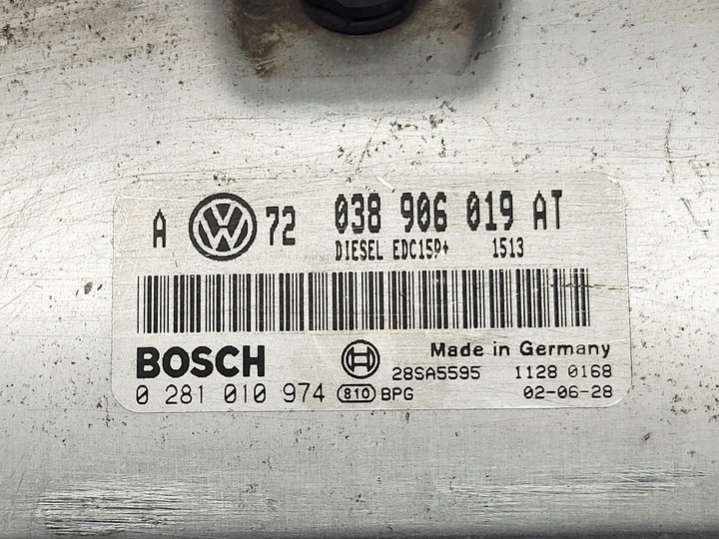 A VW 72 038 906 019 AT
DIESEL EDC15P+ 1513
BOSCH Made in Germany
28SA5595 1128 0168
0 281 010 974 810 BPG 02-06-28